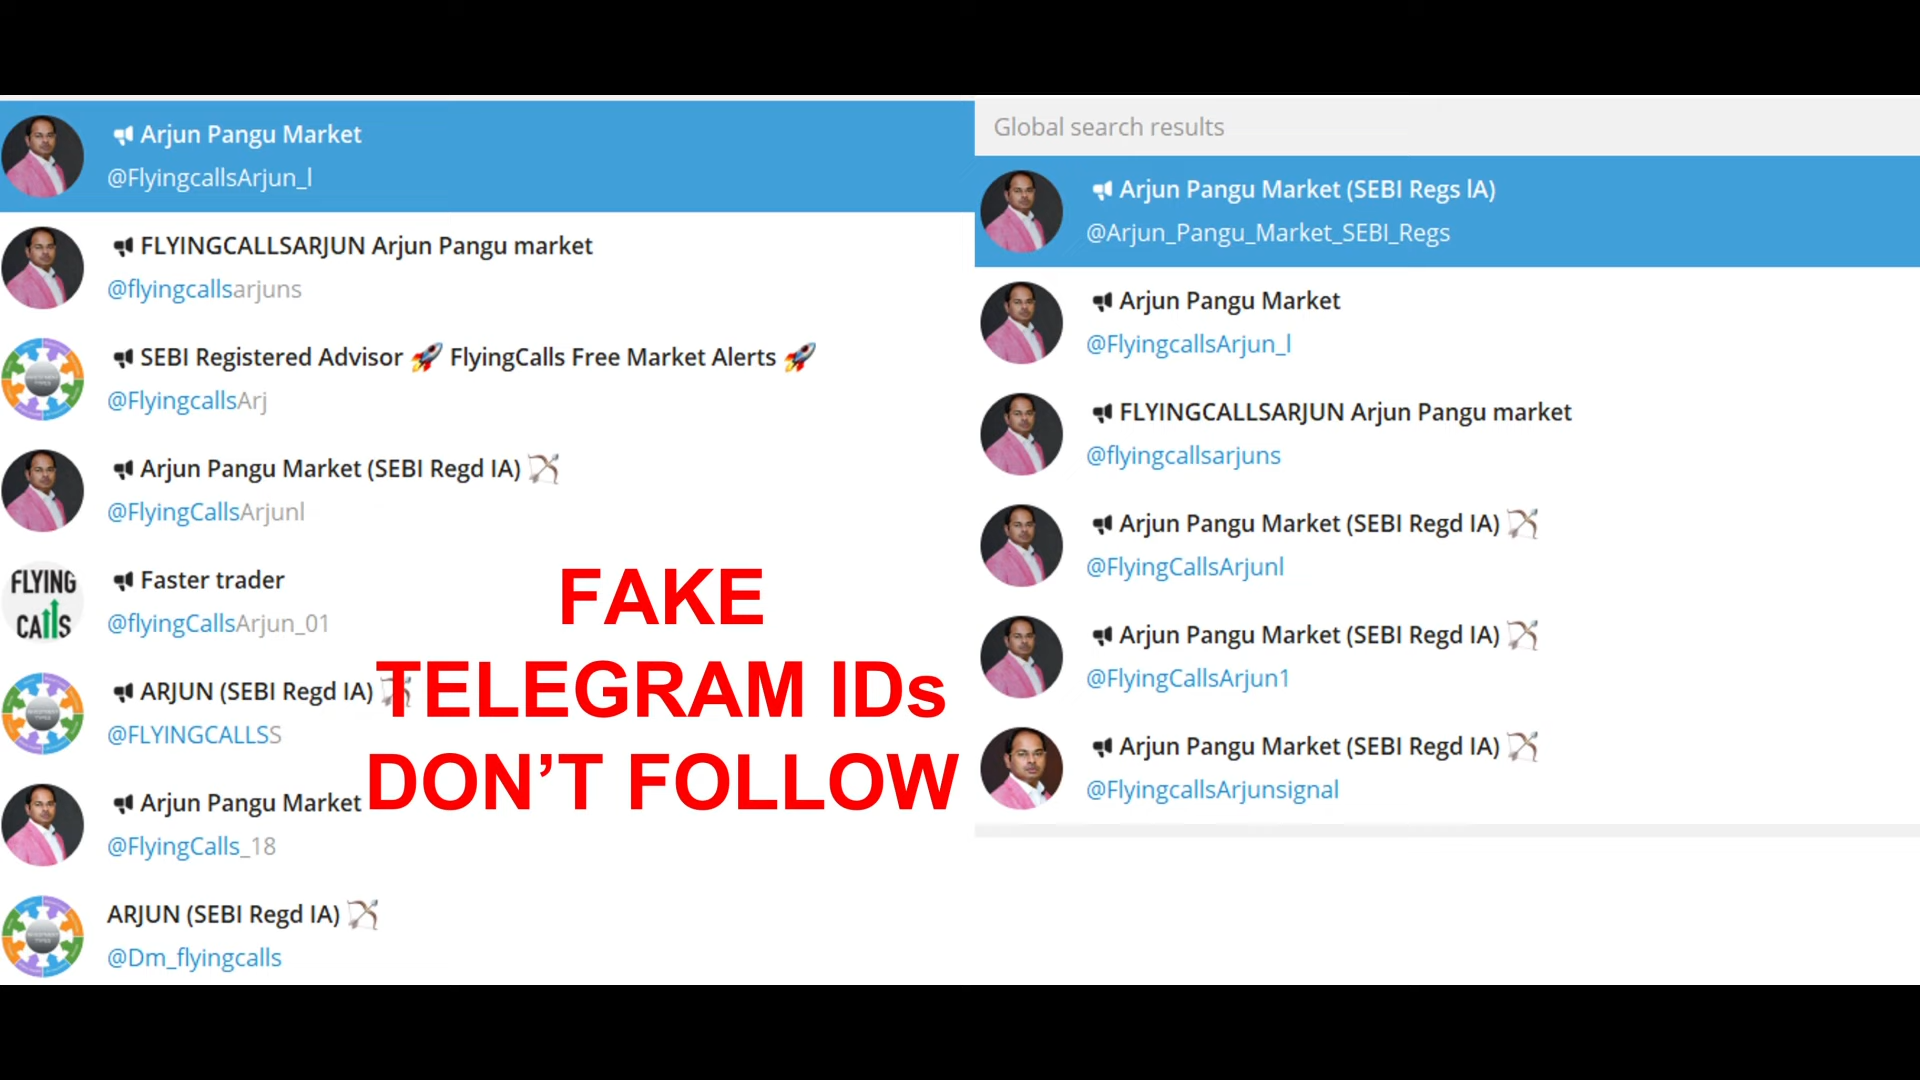 Arjun Pangu Market
@FlyingcallsArjun_l
FLYINGCALLSARJUN Arjun Pangu market
@flyingcallsarjuns
SEBI Registered Advisor 🚀 FlyingCalls Free Market Alerts 🚀
@FlyingcallsArj
Arjun Pangu Market (SEBI Regd IA) 🏹
@FlyingCallsArjunl
FLYING
CALLS
Faster trader
@flyingCallsArjun_01
ARJUN (SEBI Regd IA) 🏹
@FLYINGCALLSS
Arjun Pangu Market
@FlyingCalls_18
ARJUN (SEBI Regd IA) 🏹
@Dm_flyingcalls
FAKE
TELEGRAM IDs
DON’T FOLLOW
Global search results
Arjun Pangu Market (SEBI Regs lA)
@Arjun_Pangu_Market_SEBI_Regs
Arjun Pangu Market
@FlyingcallsArjun_l
FLYINGCALLSARJUN Arjun Pangu market
@flyingcallsarjuns
Arjun Pangu Market (SEBI Regd IA) 🏹
@FlyingCallsArjunl
Arjun Pangu Market (SEBI Regd IA) 🏹
@FlyingCallsArjun1
Arjun Pangu Market (SEBI Regd IA) 🏹
@FlyingcallsArjunsignal